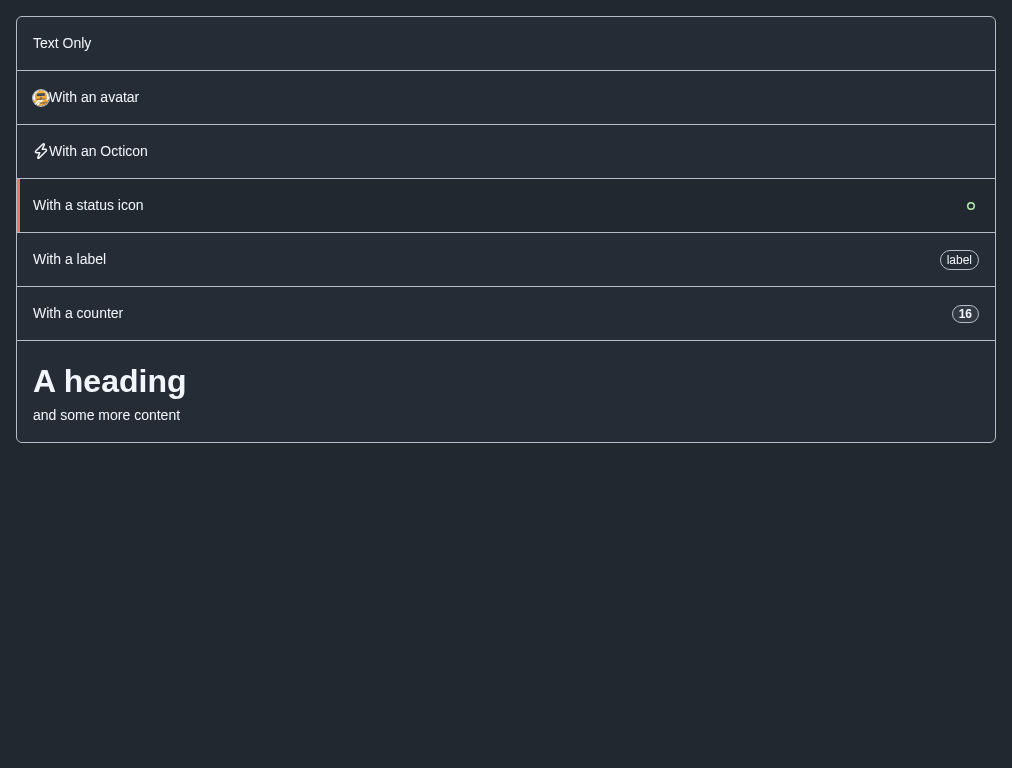 Text Only
With an avatar
With an Octicon
With a status icon
With a label label
With a counter 16
A heading
and some more content